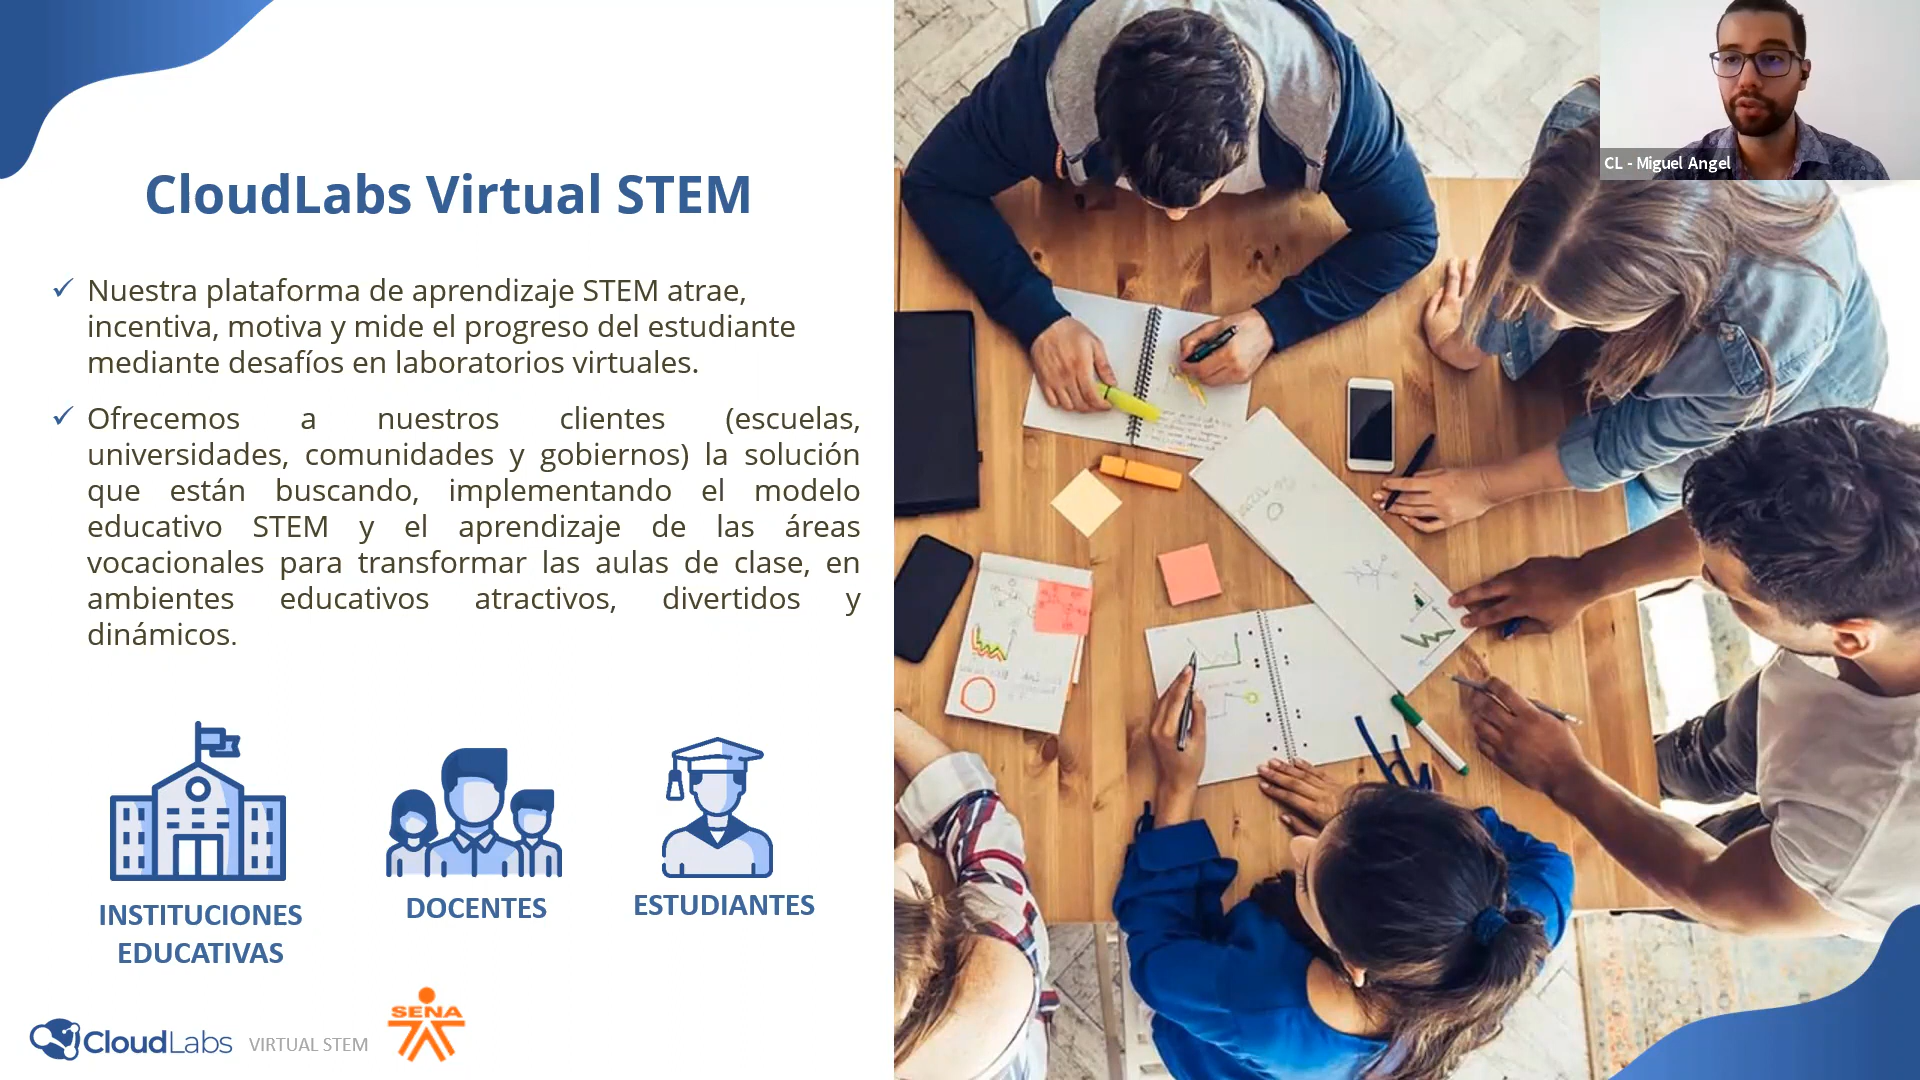 CloudLabs Virtual STEM
Nuestra plataforma de aprendizaje STEM atrae,
incentiva, motiva y mide el progreso del estudiante
mediante desafíos en laboratorios virtuales.
Ofrecemos a nuestros clientes (escuelas,
universidades, comunidades y gobiernos) la solución
que están buscando, implementando el modelo
educativo STEM y el aprendizaje de las áreas
vocacionales para transformar las aulas de clase, en
ambientes educativos atractivos, divertidos y
dinámicos.
INSTITUCIONES
EDUCATIVAS
DOCENTES
ESTUDIANTES
CloudLabs VIRTUAL STEM
SENA
CL - Miguel Angel